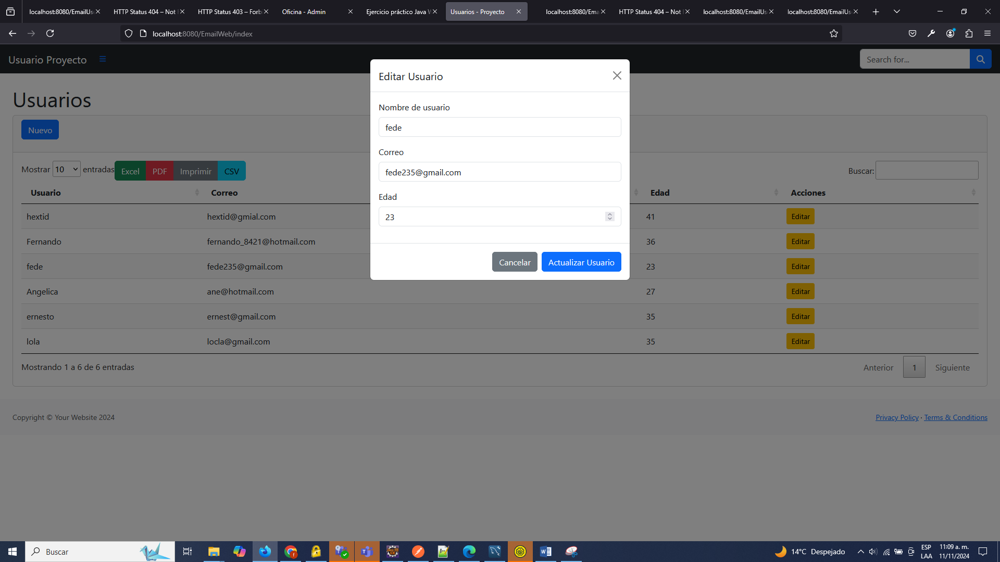 localhost:8080/EmailUs
HTTP Status 404 – Not
HTTP Status 403 – Forb
Oficina - Admin
Ejercicio práctico Java
Usuarios - Proyecto
localhost:8080/Ema
HTTP Status 404 – Not
localhost:8080/EmailUs
localhost:8080/EmailUs
localhost:8080/EmailWeb/index
Usuario Proyecto
Search for...
Usuarios
Nuevo
Mostrar 10 entradas Excel PDF Imprimir CSV
Buscar:
Usuario Correo Edad Acciones
hextid hextid@gmial.com 41 Editar
Fernando fernando_8421@hotmail.com 36 Editar
fede fede235@gmail.com 23 Editar
Angelica ane@hotmail.com 27 Editar
ernesto ernest@gmail.com 35 Editar
lola locla@gmail.com 35 Editar
Mostrando 1 a 6 de 6 entradas
Anterior 1 Siguiente
Editar Usuario
Nombre de usuario
fede
Correo
fede235@gmail.com
Edad
23
Cancelar Actualizar Usuario
Copyright © Your Website 2024
Privacy Policy · Terms & Conditions
Buscar
14°C Despejado
ESP
LAA
11:09 a. m.
11/11/2024